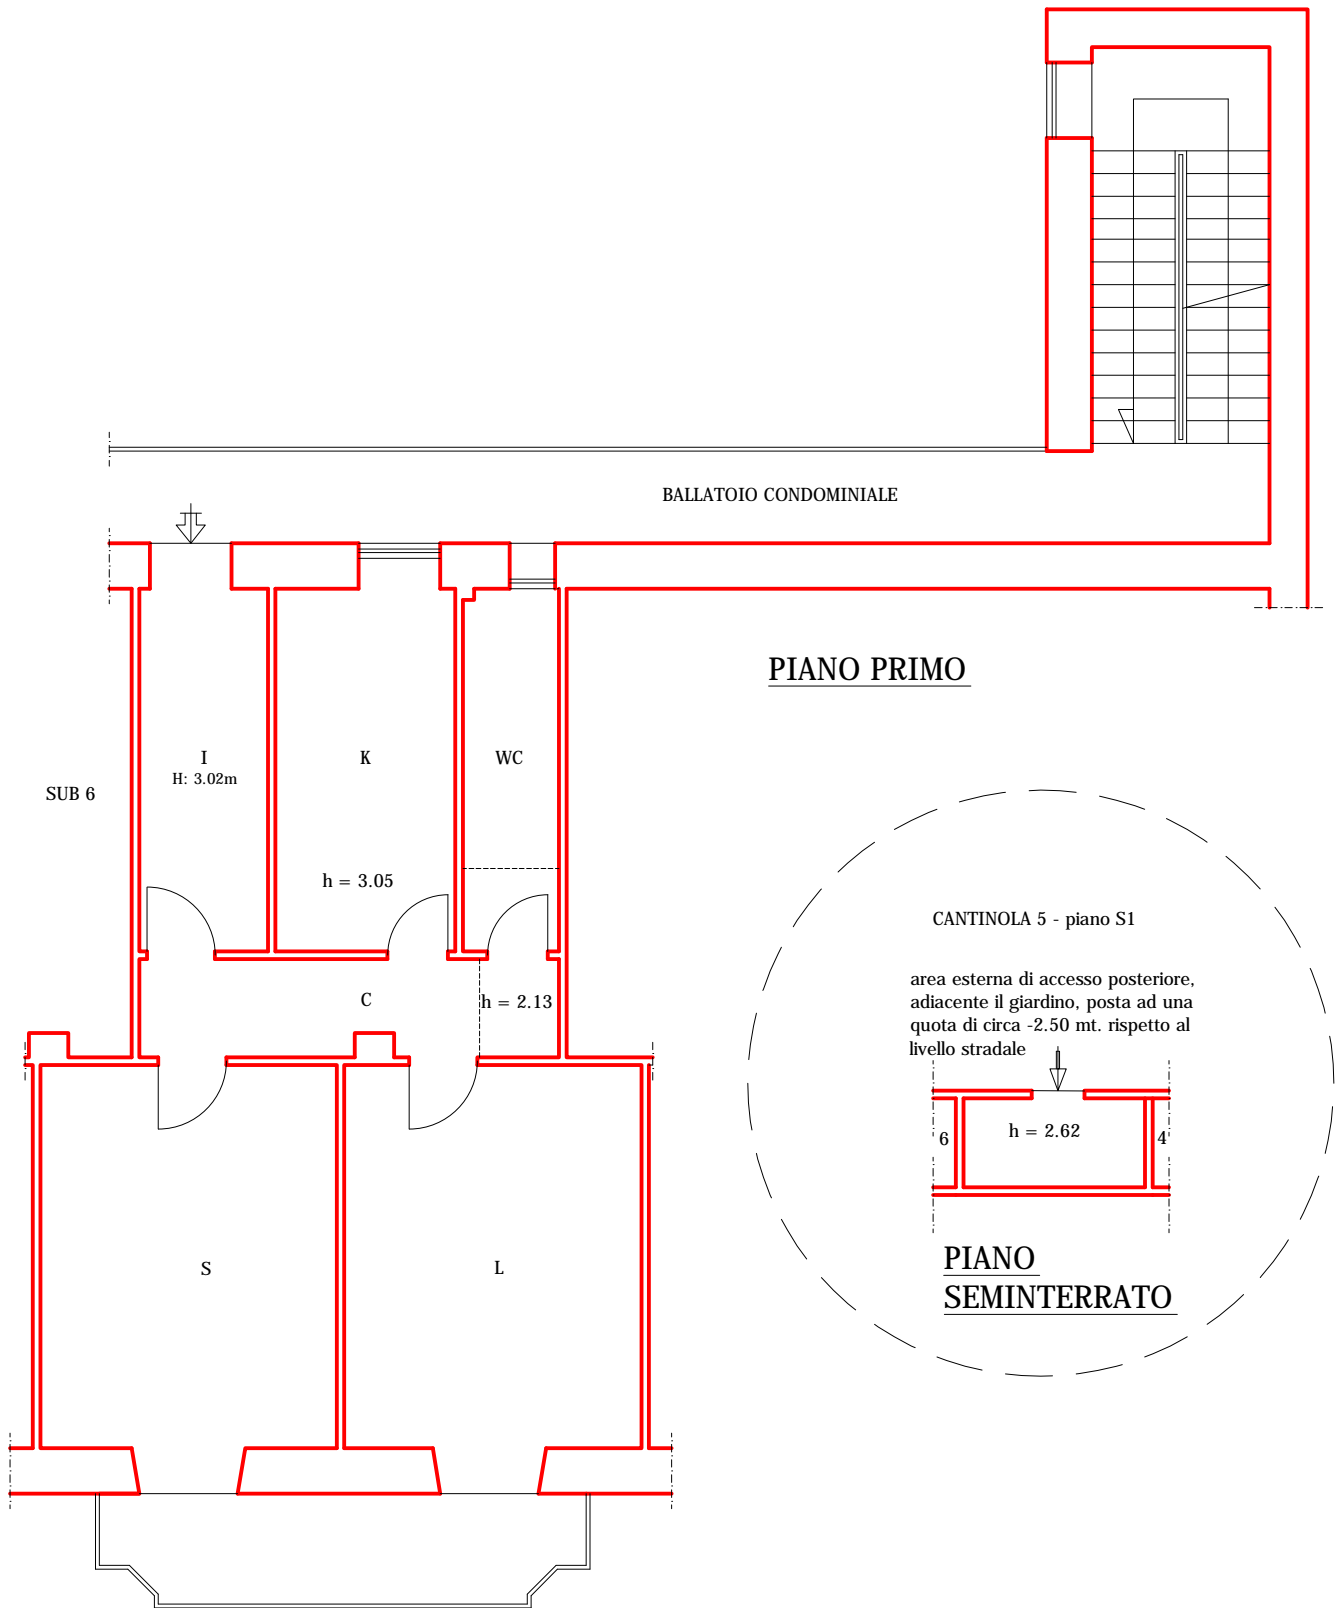 BALLATOIO CONDOMINIALE
PIANO PRIMO
I
H: 3.02m
K
WC
SUB 6
h = 3.05
C
h = 2.13
S
L
CANTINOLA 5 - piano S1
area esterna di accesso posteriore,
adiacente il giardino, posta ad una
quota di circa -2.50 mt. rispetto al
livello stradale
6
h = 2.62
4
PIANO
SEMINTERRATO